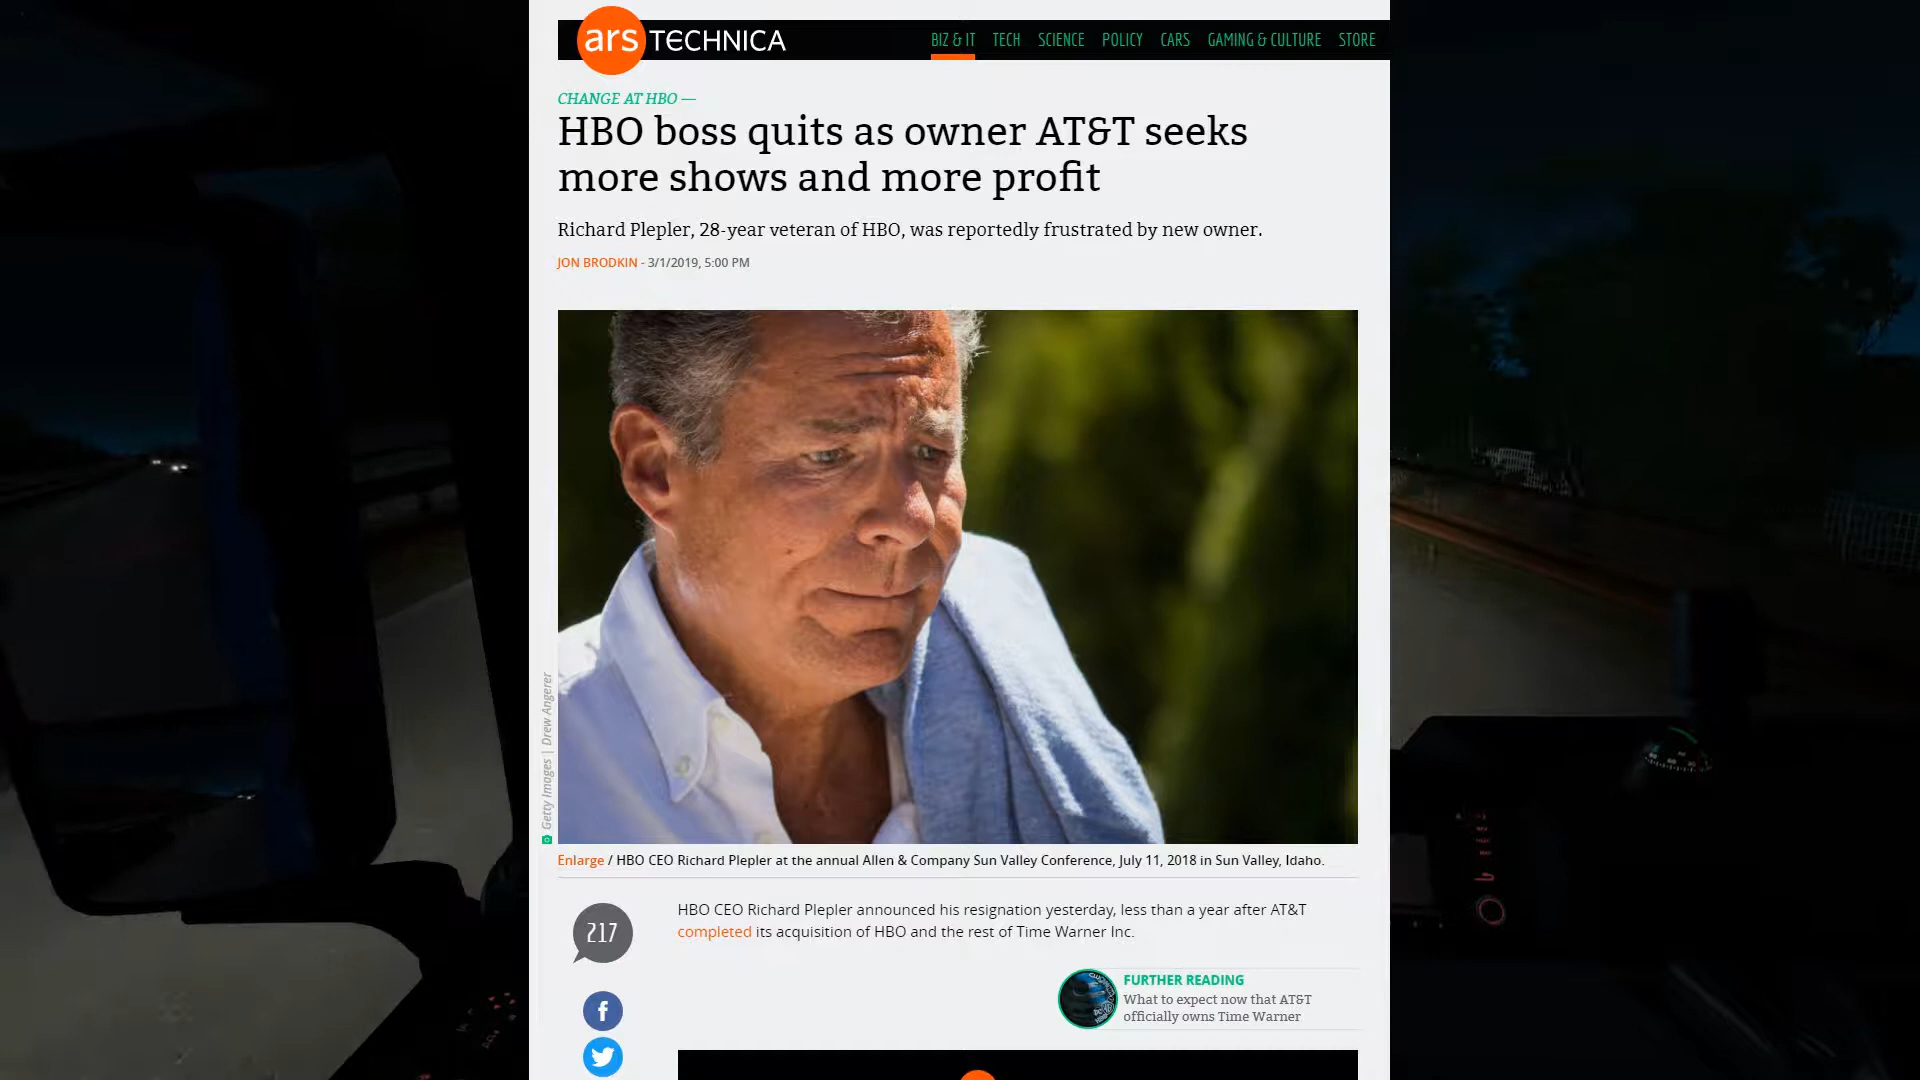 ars TECHNICA
BIZ & IT TECH SCIENCE POLICY CARS GAMING & CULTURE STORE
CHANGE AT HBO —
HBO boss quits as owner AT&T seeks
more shows and more profit
Richard Plepler, 28-year veteran of HBO, was reportedly frustrated by new owner.
JON BRODKIN - 3/1/2019, 5:00 PM
Getty Images | Drew Angerer
Enlarge / HBO CEO Richard Plepler at the annual Allen & Company Sun Valley Conference, July 11, 2018 in Sun Valley, Idaho.
217
HBO CEO Richard Plepler announced his resignation yesterday, less than a year after AT&T
completed its acquisition of HBO and the rest of Time Warner Inc.
FURTHER READING
What to expect now that AT&T
officially owns Time Warner
f